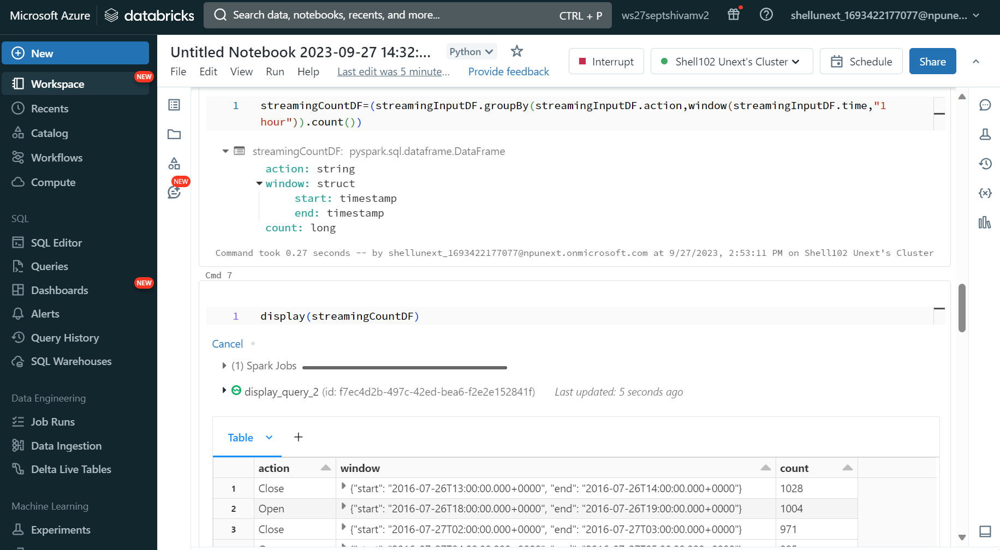 Microsoft Azure
databricks
Search data, notebooks, recents, and more...
CTRL + P
ws27septshivamv2
shellunext_1693422177077@npune...
New
Workspace
NEW
Recents
Catalog
Workflows
Compute
SQL
SQL Editor
Queries
Dashboards
NEW
Alerts
Query History
SQL Warehouses
Data Engineering
Job Runs
Data Ingestion
Delta Live Tables
Machine Learning
Experiments
Untitled Notebook 2023-09-27 14:32:...
Python
File Edit View Run Help Last edit was 5 minute... Provide feedback
Interrupt
Shell102 Unext's Cluster
Schedule
Share
NEW
1 streamingCountDF=(streamingInputDF.groupBy(streamingInputDF.action,window(streamingInputDF.time,"1
hour")).count())
streamingCountDF: pyspark.sql.dataframe.DataFrame
action: string
window: struct
start: timestamp
end: timestamp
count: long
Command took 0.27 seconds -- by shellunext_1693422177077@npunext.onmicrosoft.com at 9/27/2023, 2:53:11 PM on Shell102 Unext's Cluster
Cmd 7
1 display(streamingCountDF)
Cancel
(1) Spark Jobs
display_query_2 (id: f7ec4d2b-497c-42ed-bea6-f2e2e152841f) Last updated: 5 seconds ago
Table +
action window count
1 Close {"start": "2016-07-26T13:00:00.000+0000", "end": "2016-07-26T14:00:00.000+0000"} 1028
2 Open {"start": "2016-07-26T18:00:00.000+0000", "end": "2016-07-26T19:00:00.000+0000"} 1004
3 Close {"start": "2016-07-27T02:00:00.000+0000", "end": "2016-07-27T03:00:00.000+0000"} 971